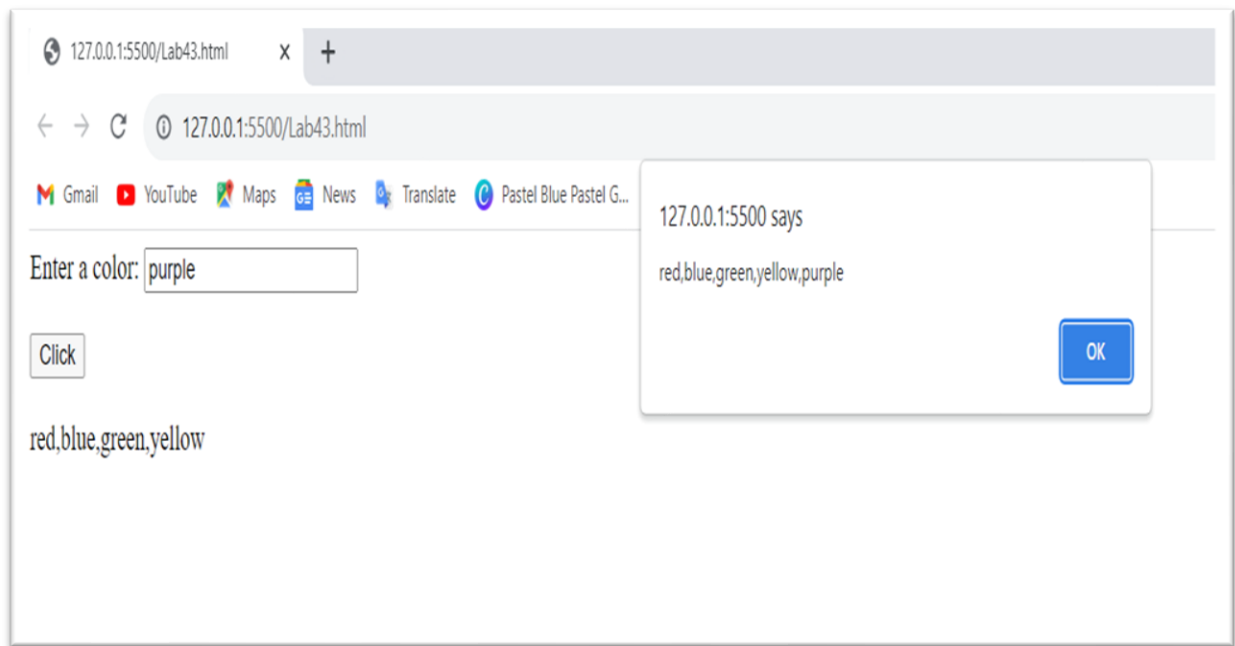 127.0.0.1:5500/Lab43.html
127.0.0.1:5500/Lab43.html
Gmail YouTube Maps News Translate Pastel Blue Pastel G...
127.0.0.1:5500 says
red,blue,green,yellow,purple
OK
Enter a color: purple
Click
red,blue,green,yellow